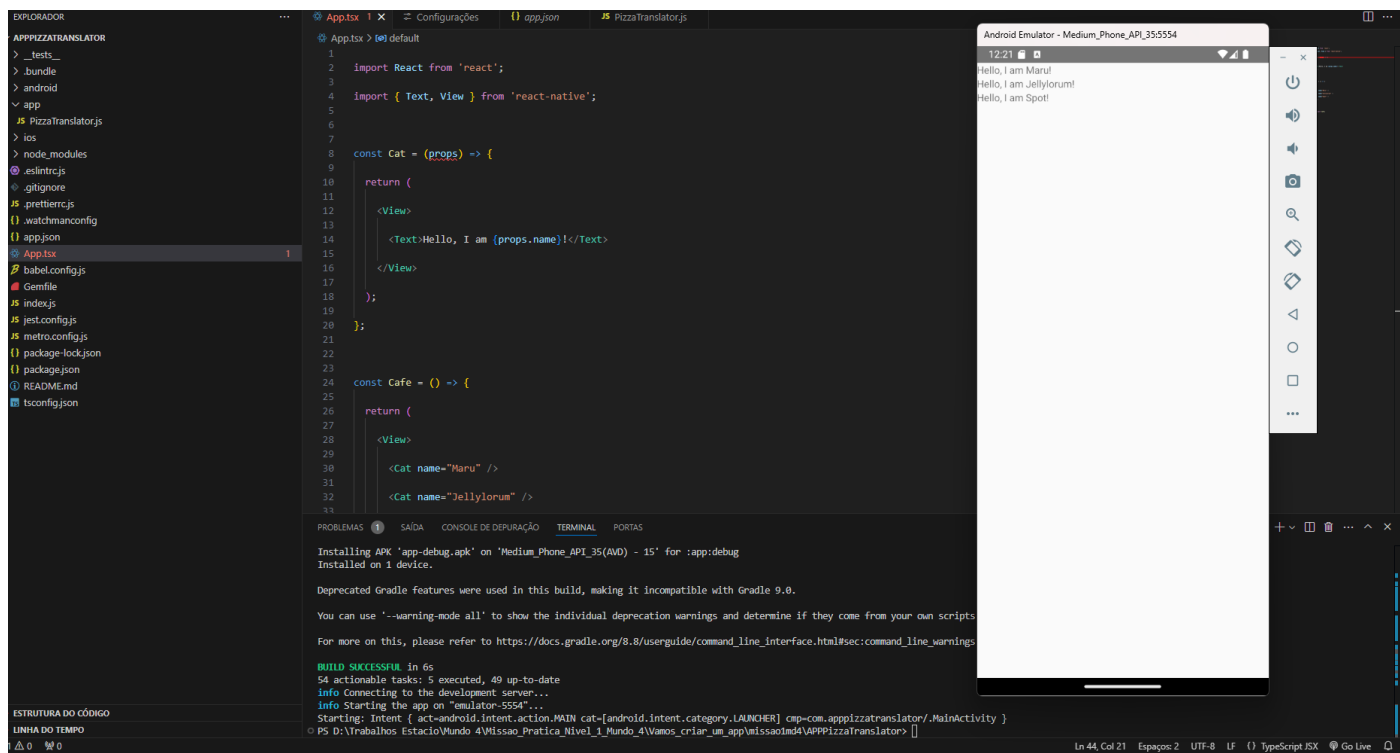 EXPLORADOR
APPPIZZATRANSLATOR
__tests__
.bundle
android
app
JS PizzaTranslator.js
ios
node_modules
.eslintrc.js
.gitignore
JS .prettierrc.js
{} .watchmanconfig
{} app.json
App.tsx 1
babel.config.js
Gemfile
JS index.js
JS jest.config.js
JS metro.config.js
{} package-lock.json
{} package.json
README.md
tsconfig.json
ESTRUTURA DO CÓDIGO
LINHA DO TEMPO
App.tsx 1 Configurações {} app.json JS PizzaTranslator.js
App.tsx > default
1
2 import React from 'react';
3
4 import { Text, View } from 'react-native';
5
6
7
8 const Cat = (props) => {
9
10 return (
11
12 <View>
13
14 <Text>Hello, I am {props.name}!</Text>
15
16 </View>
17
18 );
19
20 };
21
22
23
24 const Cafe = () => {
25
26 return (
27
28 <View>
29
30 <Cat name="Maru" />
31
32 <Cat name="Jellylorum" />
33
PROBLEMAS 1 SAÍDA CONSOLE DE DEPURAÇÃO TERMINAL PORTAS
Installing APK 'app-debug.apk' on 'Medium_Phone_API_35(AVD) - 15' for :app:debug
Installed on 1 device.
Deprecated Gradle features were used in this build, making it incompatible with Gradle 9.0.
You can use '--warning-mode all' to show the individual deprecation warnings and determine if they come from your own scripts
For more on this, please refer to https://docs.gradle.org/8.8/userguide/command_line_interface.html#sec:command_line_warnings
BUILD SUCCESSFUL in 6s
54 actionable tasks: 5 executed, 49 up-to-date
info Connecting to the development server...
info Starting the app on "emulator-5554"...
Starting: Intent { act=android.intent.action.MAIN cat=[android.intent.category.LAUNCHER] cmp=com.apppizzatranslator/.MainActivity }
PS D:\Trabalhos Estacio\Mundo 4\Missao_Pratica_Nivel_1_Mundo_4\Vamos_criar_um_app\missao1md4\APPPizzaTranslator>
Android Emulator - Medium_Phone_API_35:5554
12:21
Hello, I am Maru!
Hello, I am Jellylorum!
Hello, I am Spot!
1 0 0 Ln 44, Col 21 Espaços: 2 UTF-8 LF {} TypeScript JSX Go Live